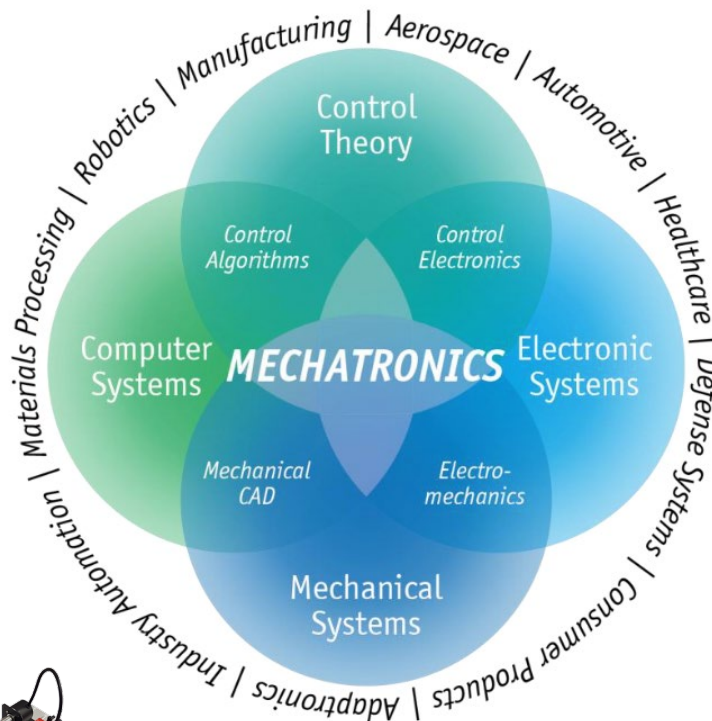 Materials Processing | Robotics | Manufacturing | Aerospace | Automotive | Healthcare | Defense Systems | Consumer Products | Adaptronics | Industry Automation |
Control
Theory
Control
Algorithms
Control
Electronics
Computer
Systems
MECHATRONICS
Electronic
Systems
Mechanical
CAD
Electro-
mechanics
Mechanical
Systems